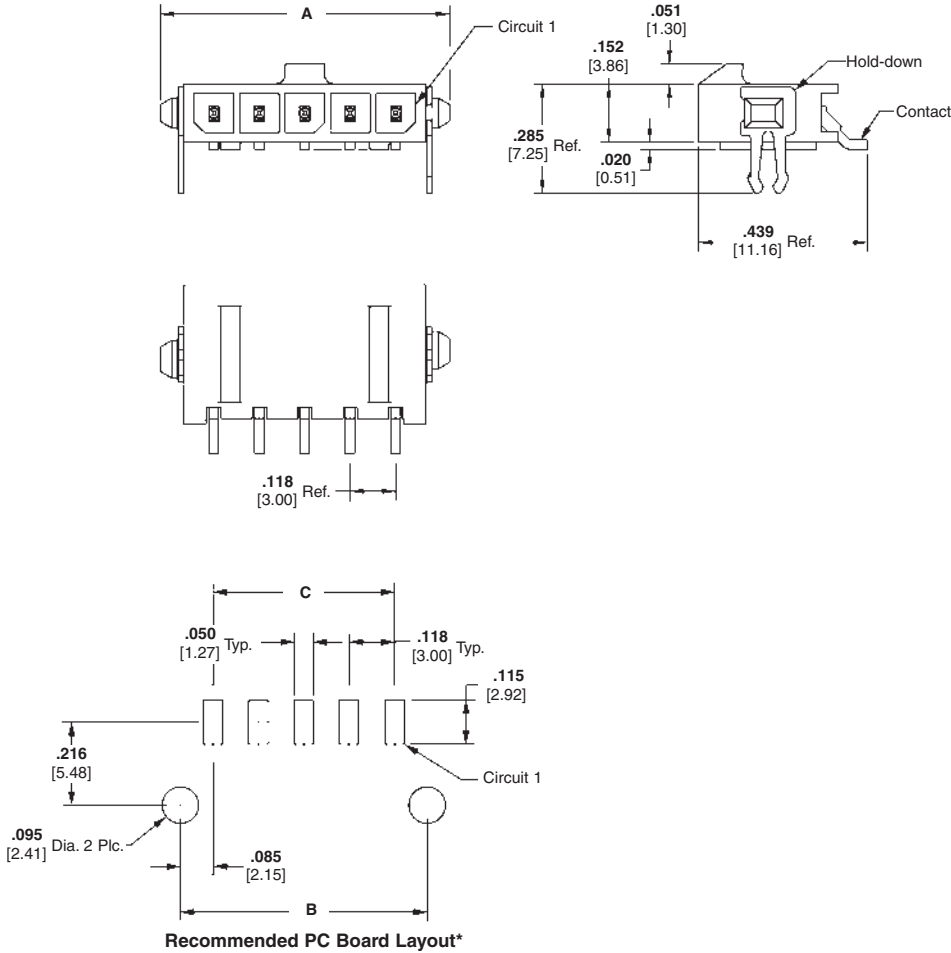 A
Circuit 1
.051
[1.30]
.152
[3.86]
Hold-down
Contact
.285
[7.25] Ref.
.020
[0.51]
.439
[11.16] Ref.
.118
[3.00] Ref.
C
.050
[1.27] Typ.
.118
[3.00] Typ.
.115
[2.92]
.216
[5.48]
Circuit 1
.095
[2.41] Dia. 2 Plc.
.085
[2.15]
B
Recommended PC Board Layout*